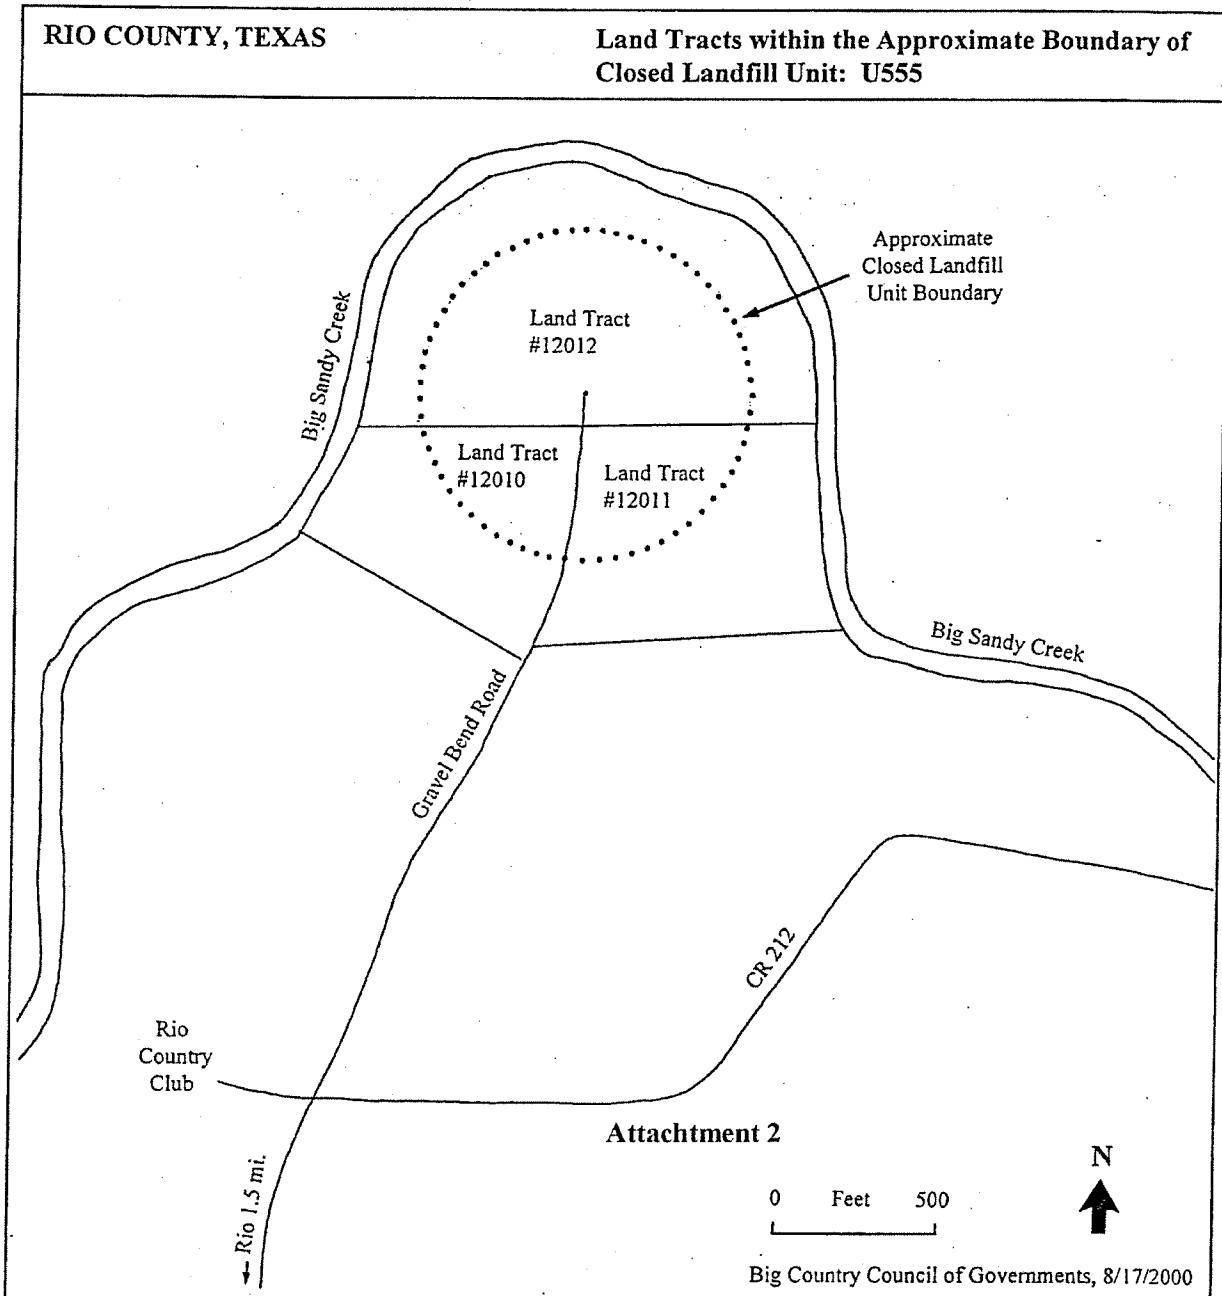 RIO COUNTY, TEXAS
Land Tracts within the Approximate Boundary of
Closed Landfill Unit: U555
Approximate
Closed Landfill
Unit Boundary
Big Sandy Creek
Land Tract
#12012
Land Tract
#12010
Land Tract
#12011
Big Sandy Creek
Gravel Bend Road
CR 212
Rio
Country
Club
Attachtment 2
Rio 1.5 mi.
N
0 Feet 500
Big Country Council of Governments, 8/17/2000